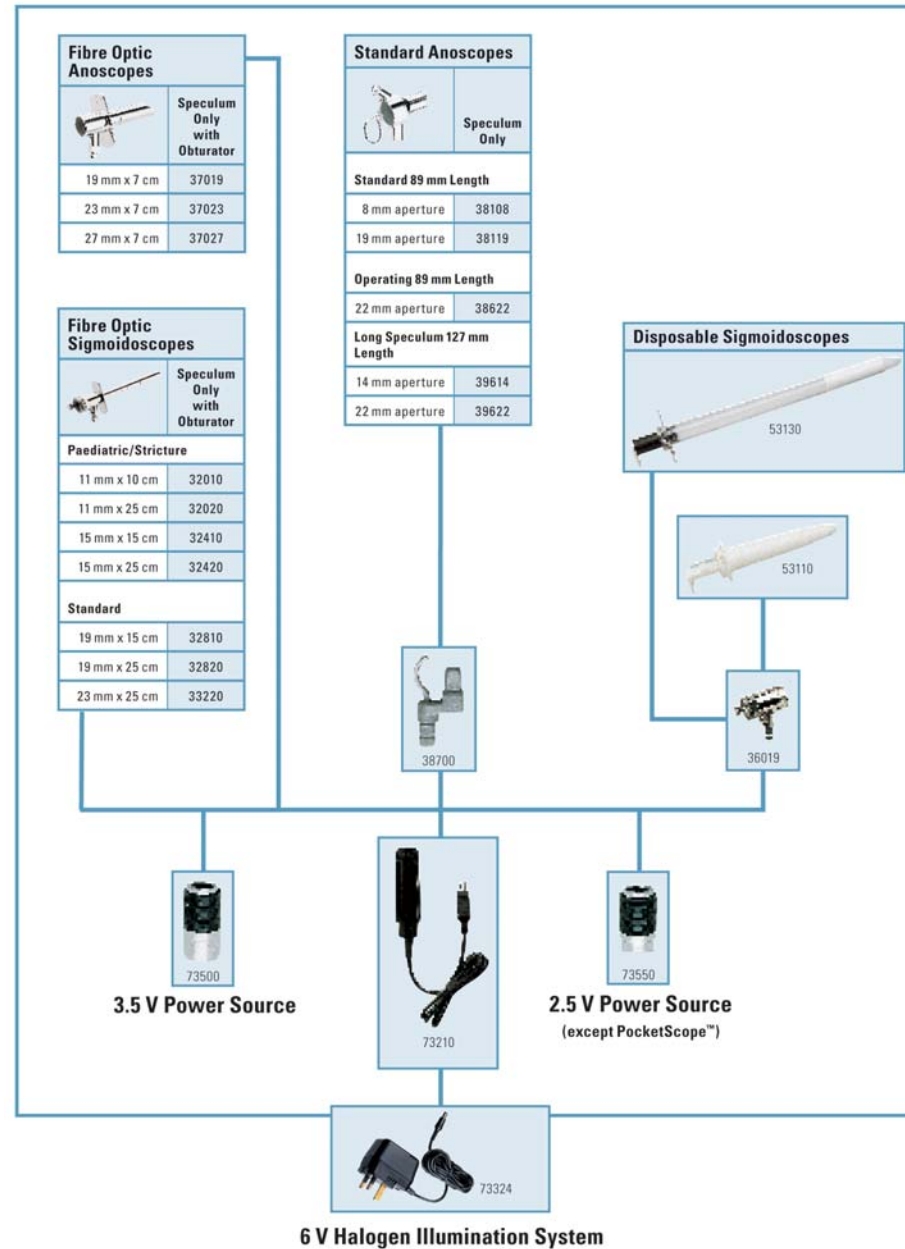 Fibre Optic
Anoscopes
Speculum
Only
with
Obturator
19 mm x 7 cm 37019
23 mm x 7 cm 37023
27 mm x 7 cm 37027
Fibre Optic
Sigmoidoscopes
Speculum
Only
with
Obturator
Paediatric/Stricture
11 mm x 10 cm 32010
11 mm x 25 cm 32020
15 mm x 15 cm 32410
15 mm x 25 cm 32420
Standard
19 mm x 15 cm 32810
19 mm x 25 cm 32820
23 mm x 25 cm 33220
Standard Anoscopes
Speculum
Only
Standard 89 mm Length
8 mm aperture 38108
19 mm aperture 38119
Operating 89 mm Length
22 mm aperture 38622
Long Speculum 127 mm
Length
14 mm aperture 39614
22 mm aperture 39622
Disposable Sigmoidoscopes
53130
53110
38700
36019
73500
3.5 V Power Source
73210
73550
2.5 V Power Source
(except PocketScope™)
73324
6 V Halogen Illumination System